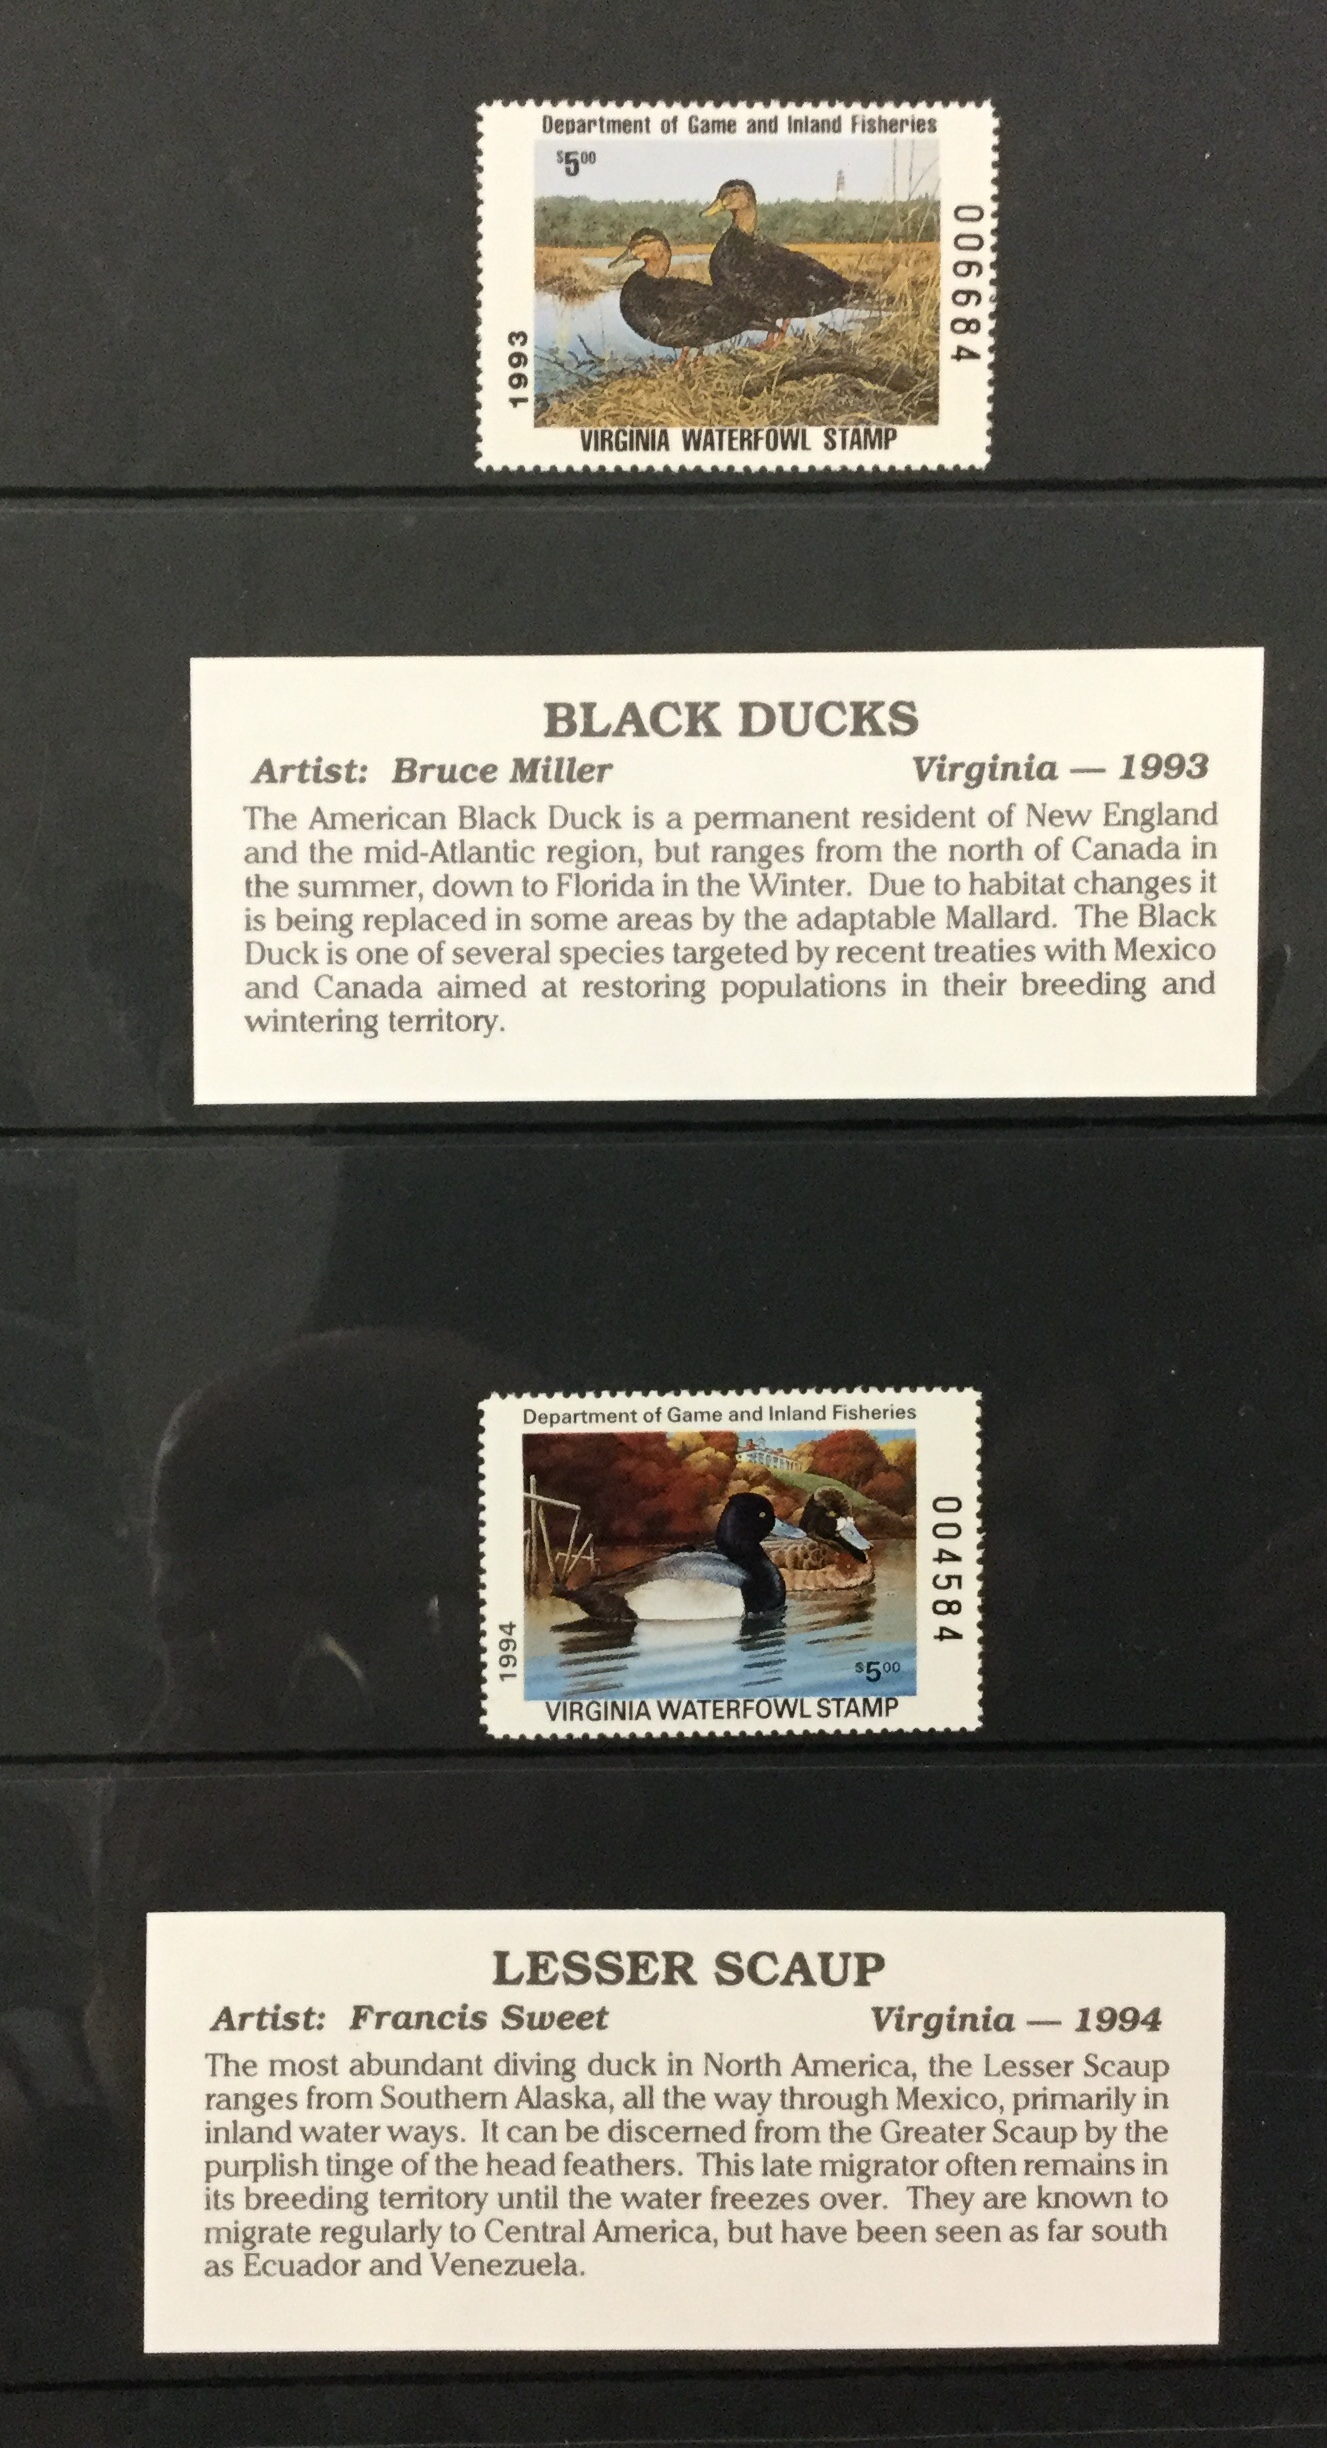 Department of Game and Inland Fisheries
$5.00
1993
006684
VIRGINIA WATERFOWL STAMP
BLACK DUCKS
Artist: Bruce Miller Virginia — 1993
The American Black Duck is a permanent resident of New England
and the mid-Atlantic region, but ranges from the north of Canada in
the summer, down to Florida in the Winter. Due to habitat changes it
is being replaced in some areas by the adaptable Mallard. The Black
Duck is one of several species targeted by recent treaties with Mexico
and Canada aimed at restoring populations in their breeding and
wintering territory.
Department of Game and Inland Fisheries
1994
004584
$5.00
VIRGINIA WATERFOWL STAMP
LESSER SCAUP
Artist: Francis Sweet Virginia — 1994
The most abundant diving duck in North America, the Lesser Scaup
ranges from Southern Alaska, all the way through Mexico, primarily in
inland water ways. It can be discerned from the Greater Scaup by the
purplish tinge of the head feathers. This late migrator often remains in
its breeding territory until the water freezes over. They are known to
migrate regularly to Central America, but have been seen as far south
as Ecuador and Venezuela.